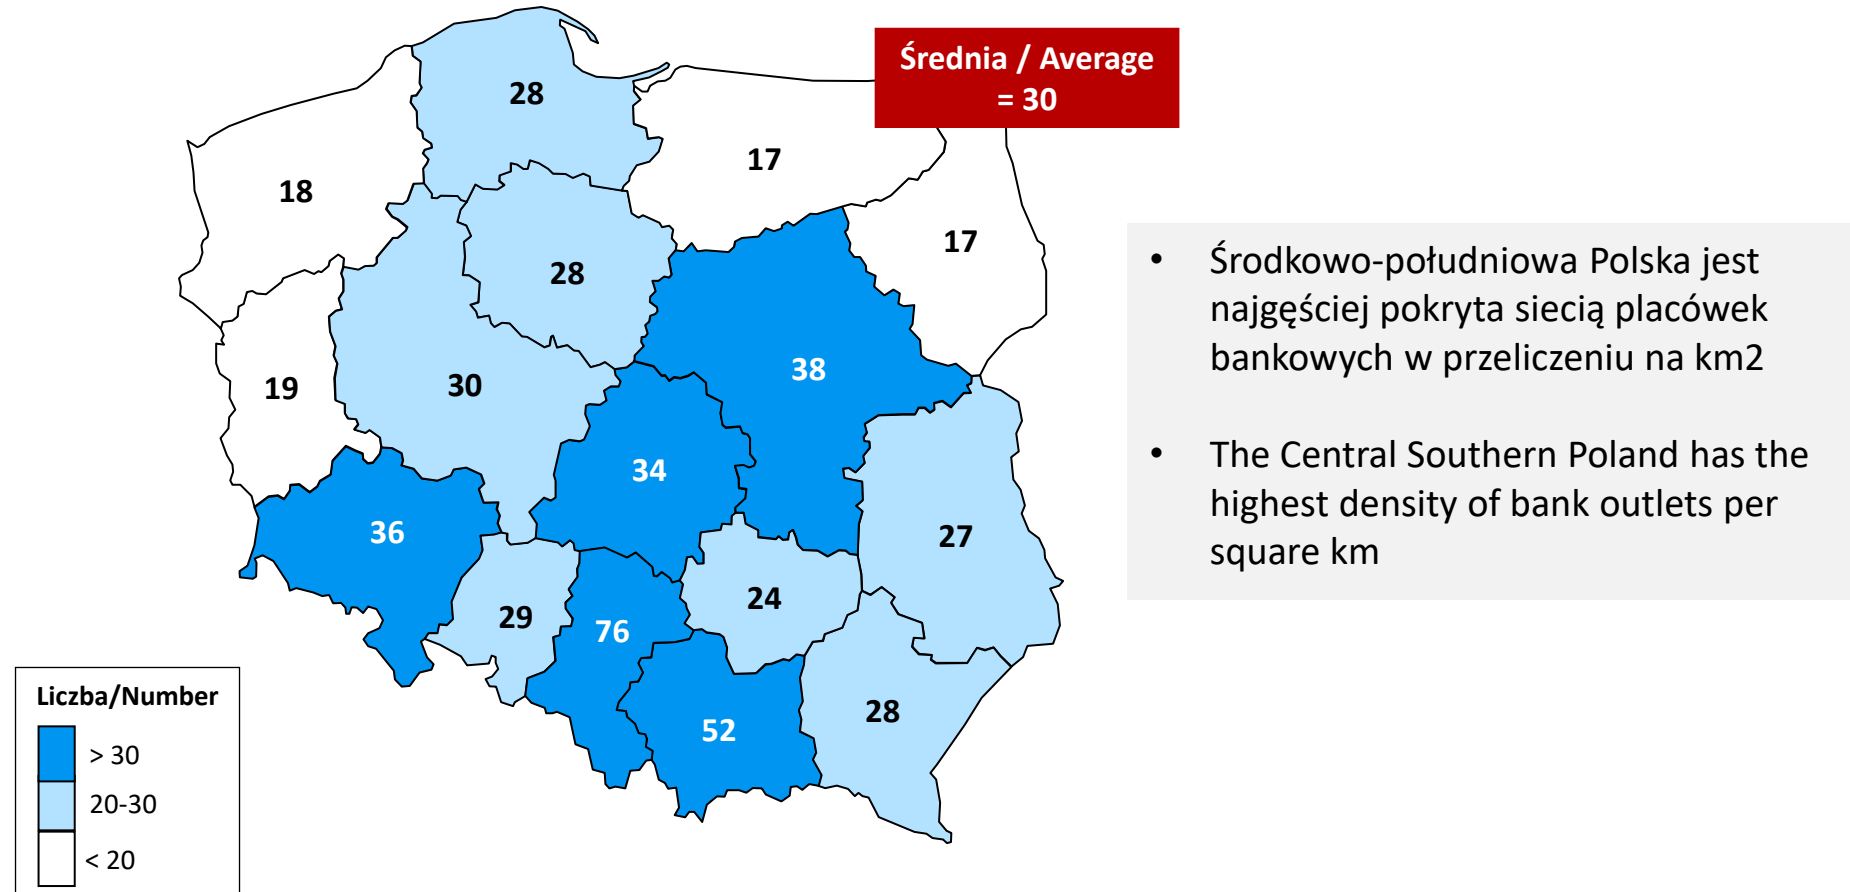 Średnia / Average
= 30
28
17
18
17
28
38
19
30
34
36
27
24
29
76
28
52
• Środkowo-południowa Polska jest
najgęściej pokryta siecią placówek
bankowych w przeliczeniu na km2
• The Central Southern Poland has the
highest density of bank outlets per
square km
Liczba/Number
> 30
20-30
< 20